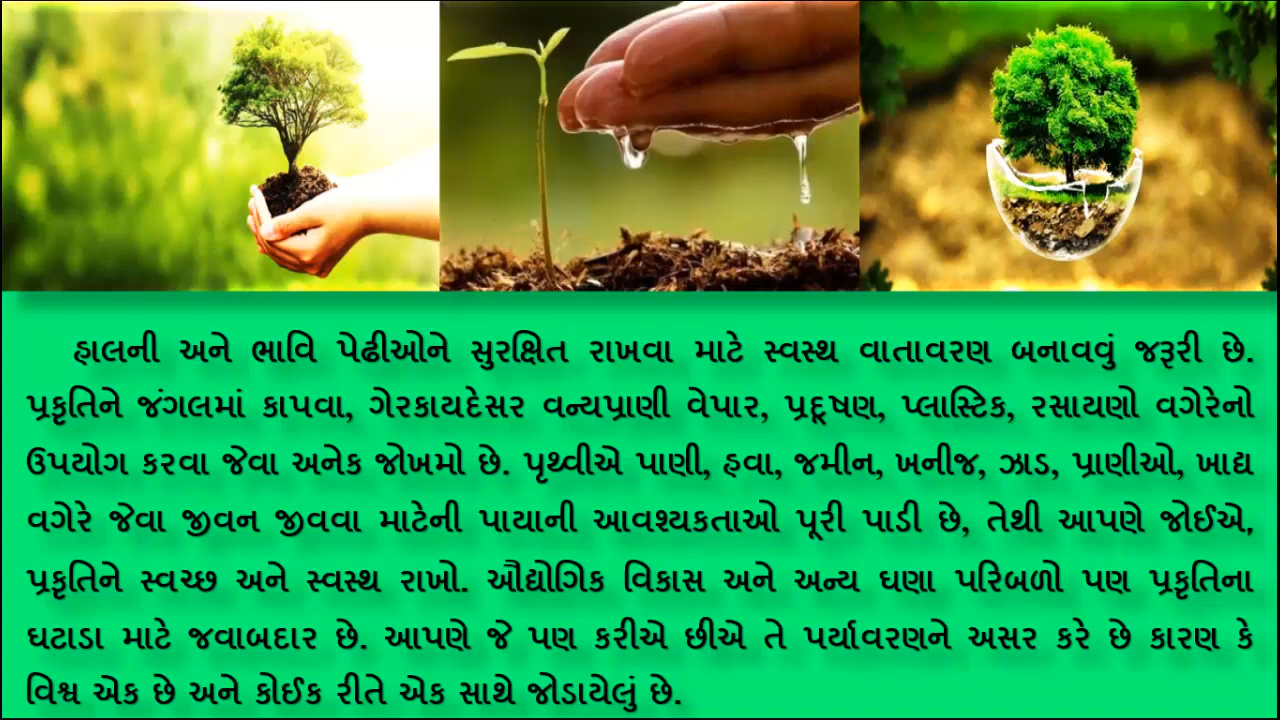 હાલની અને ભાવિ પેઢીઓને સુરક્ષિત રાખવા માટે સ્વસ્થ વાતાવરણ બનાવવું જરૂરી છે.
પ્રકૃતિને જંગલમાં કાપવા, ગેરકાયદેસર વન્યપ્રાણી વેપાર, પ્રદૂષણ, પ્લાસ્ટિક, રસાયણો વગેરેનો
ઉપયોગ કરવા જેવા અનેક જોખમો છે. પૃથ્વીએ પાણી, હવા, જમીન, ખનીજ, ઝાડ, પ્રાણીઓ, ખાદ્ય
વગેરે જેવા જીવન જીવવા માટેની પાયાની આવશ્યકતાઓ પૂરી પાડી છે, તેથી આપણે જોઈએ,
પ્રકૃતિને સ્વચ્છ અને સ્વસ્થ રાખો. ઔદ્યોગિક વિકાસ અને અન્ય ઘણા પરિબળો પણ પ્રકૃતિના
ઘટાડા માટે જવાબદાર છે. આપણે જે પણ કરીએ છીએ તે પર્યાવરણને અસર કરે છે કારણ કે
વિશ્વ એક છે અને કોઈક રીતે એક સાથે જોડાયેલું છે.